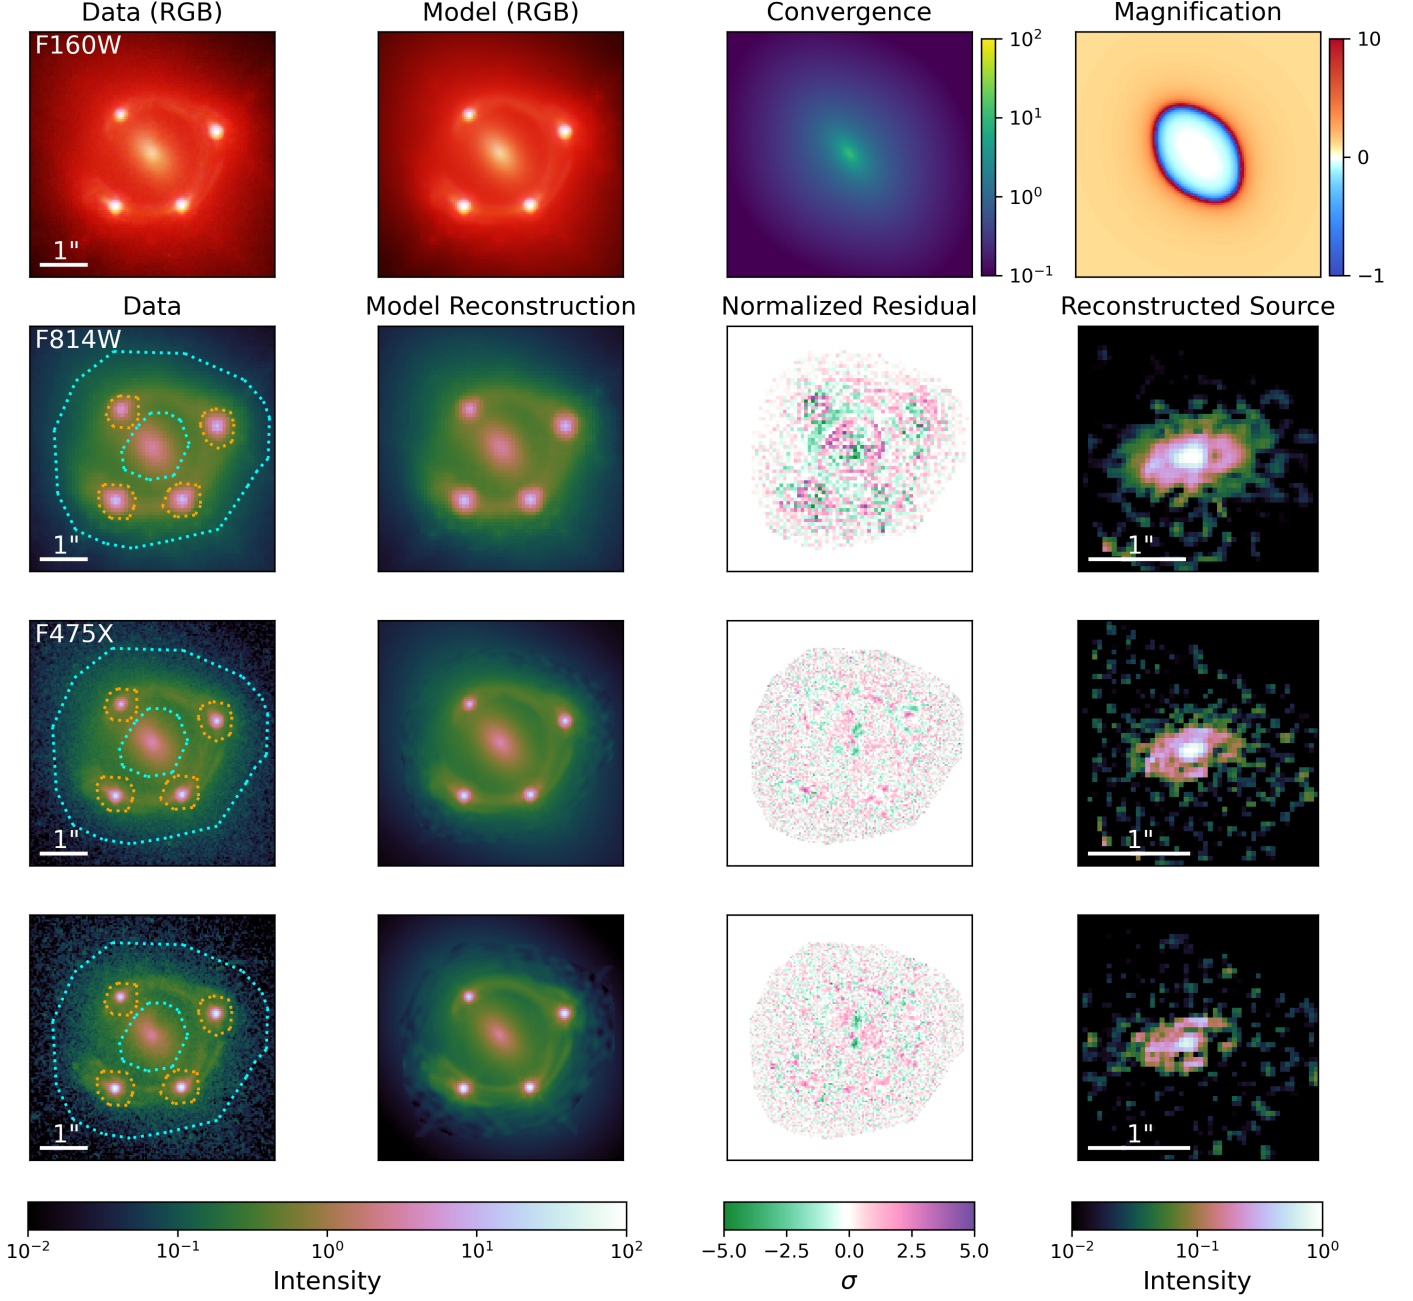 Data (RGB) Model (RGB) Convergence Magnification
F160W
1"
10² 10¹ 10⁰ 10⁻¹
10 0 −1
Data Model Reconstruction Normalized Residual Reconstructed Source
F814W
1" 1"
F475X
1" 1"
1" 1"
10⁻² 10⁻¹ 10⁰ 10¹ 10² −5.0 −2.5 0.0 2.5 5.0 10⁻² 10⁻¹ 10⁰
Intensity σ Intensity